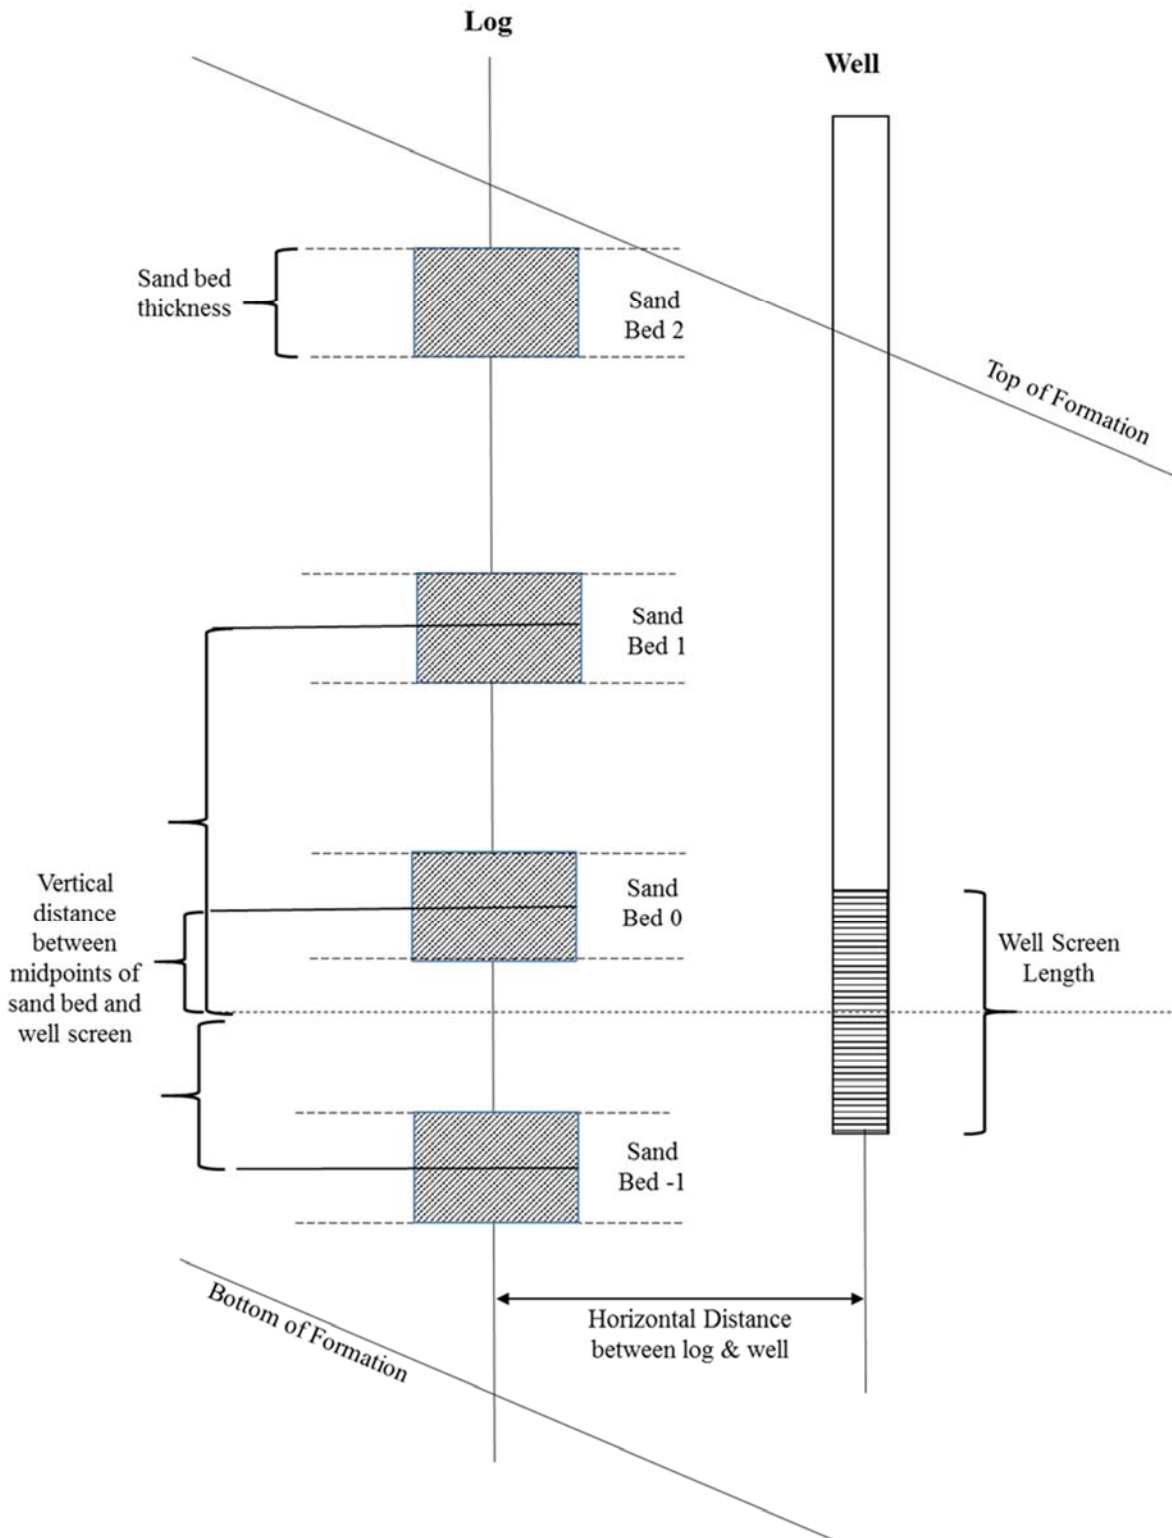 Log
Well
Sand bed
thickness
Sand
Bed 2
Top of Formation
Sand
Bed 1
Vertical
distance
between
midpoints of
sand bed and
well screen
Sand
Bed 0
Well Screen
Length
Sand
Bed -1
Bottom of Formation
Horizontal Distance
between log & well